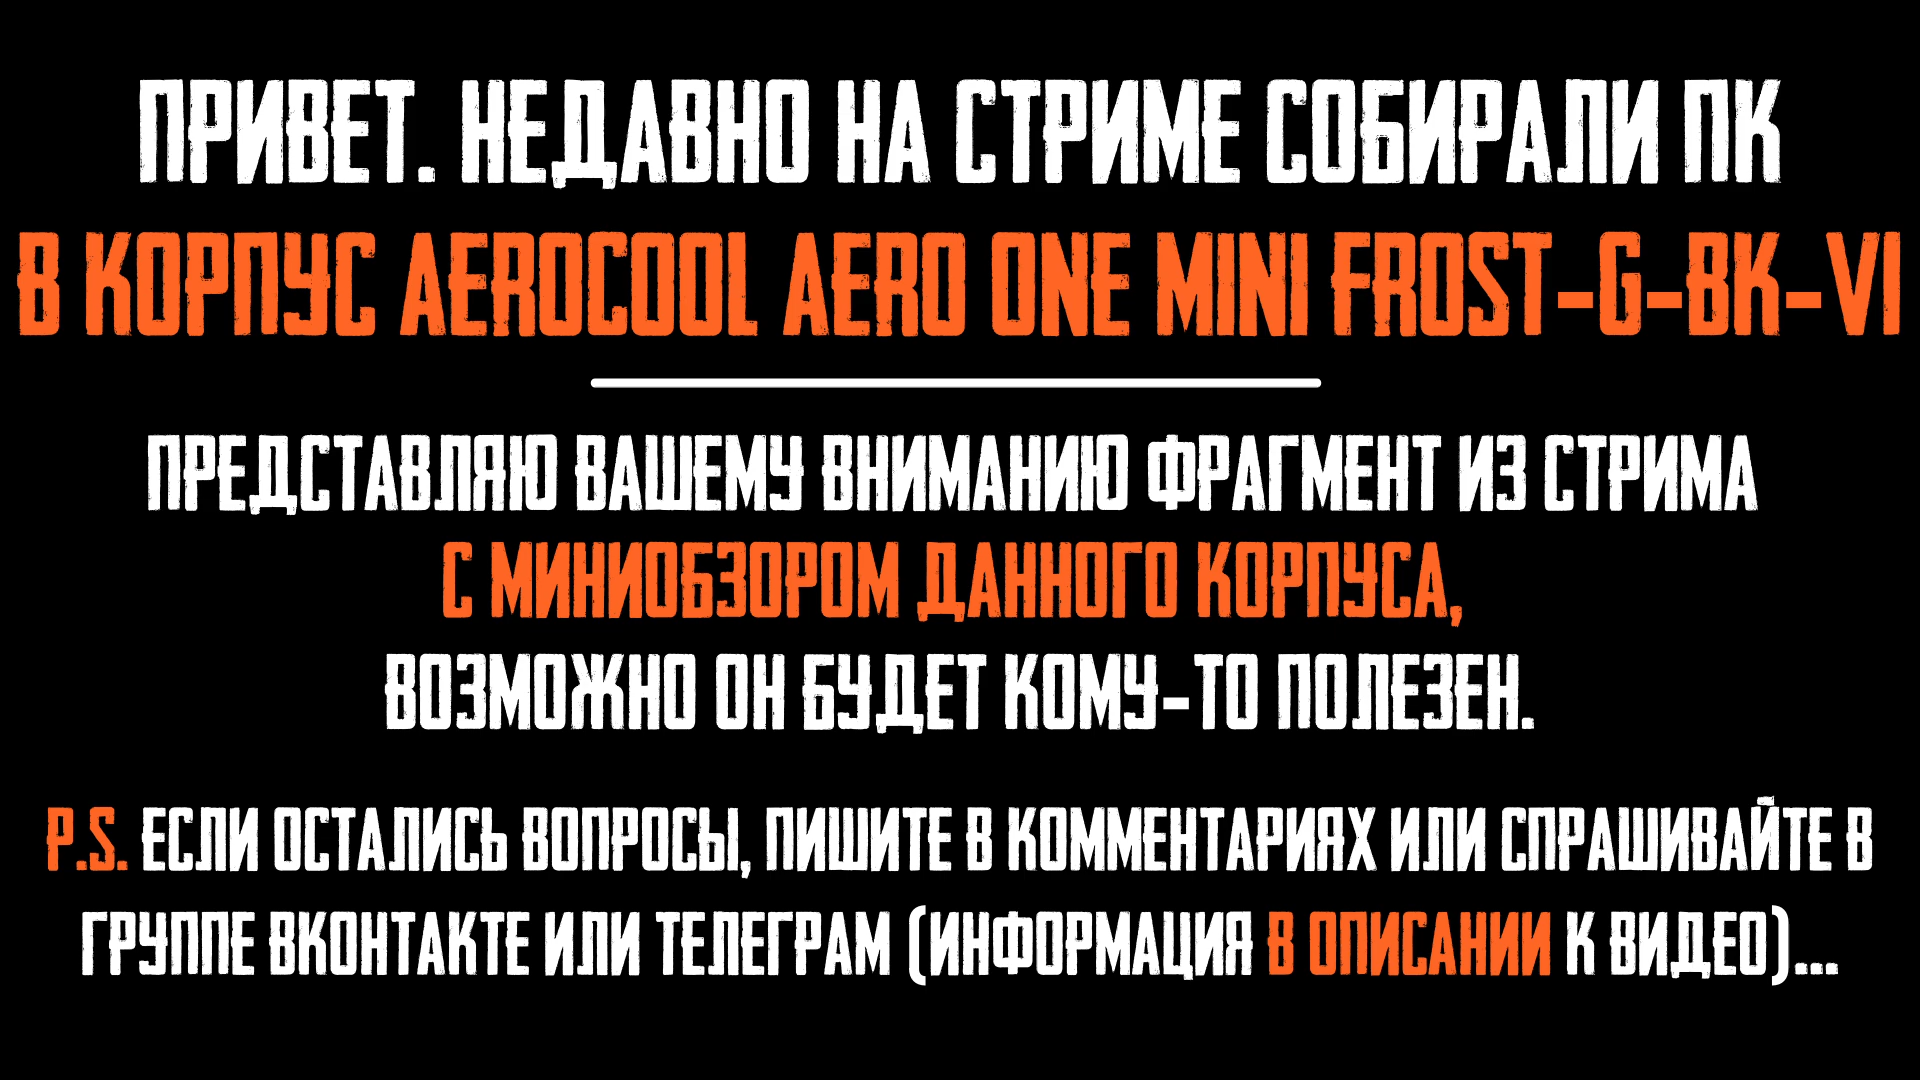 ПРИВЕТ. НЕДАВНО НА СТРИМЕ СОБИРАЛИ ПК
В КОРПУС AEROCOOL AERO ONE MINI FROST-G-BK-V1
ПРЕДСТАВЛЯЮ ВАШЕМУ ВНИМАНИЮ ФРАГМЕНТ ИЗ СТРИМА
С МИНИОБЗОРОМ ДАННОГО КОРПУСА,
ВОЗМОЖНО ОН БУДЕТ КОМУ-ТО ПОЛЕЗЕН.
P.S. ЕСЛИ ОСТАЛИСЬ ВОПРОСЫ, ПИШИТЕ В КОММЕНТАРИЯХ ИЛИ СПРАШИВАЙТЕ В
ГРУППЕ ВКОНТАКТЕ ИЛИ ТЕЛЕГРАМ (ИНФОРМАЦИЯ В ОПИСАНИИ К ВИДЕО)...